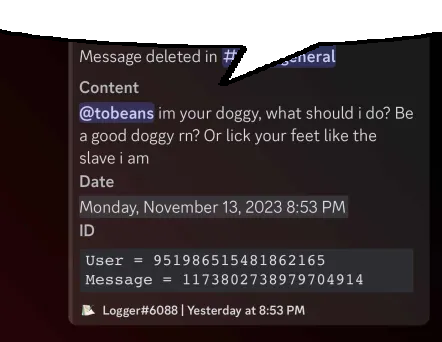 Message deleted in # general
Content
@tobeans im your doggy, what should i do? Be
a good doggy rn? Or lick your feet like the
slave i am
Date
Monday, November 13, 2023 8:53 PM
ID
User = 951986515481862165
Message = 1173802738979704914
Logger#6088 | Yesterday at 8:53 PM